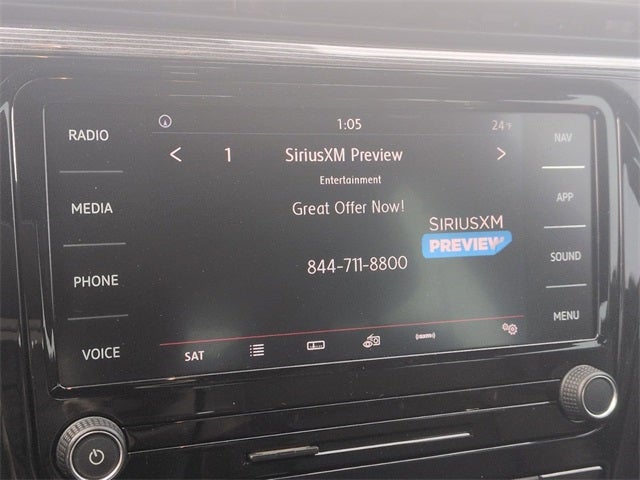 RADIO
MEDIA
PHONE
VOICE
1:05
24°F
< 1 SiriusXM Preview >
Entertainment
Great Offer Now!
SIRIUSXM
PREVIEW
844-711-8800
SAT
NAV
APP
SOUND
MENU